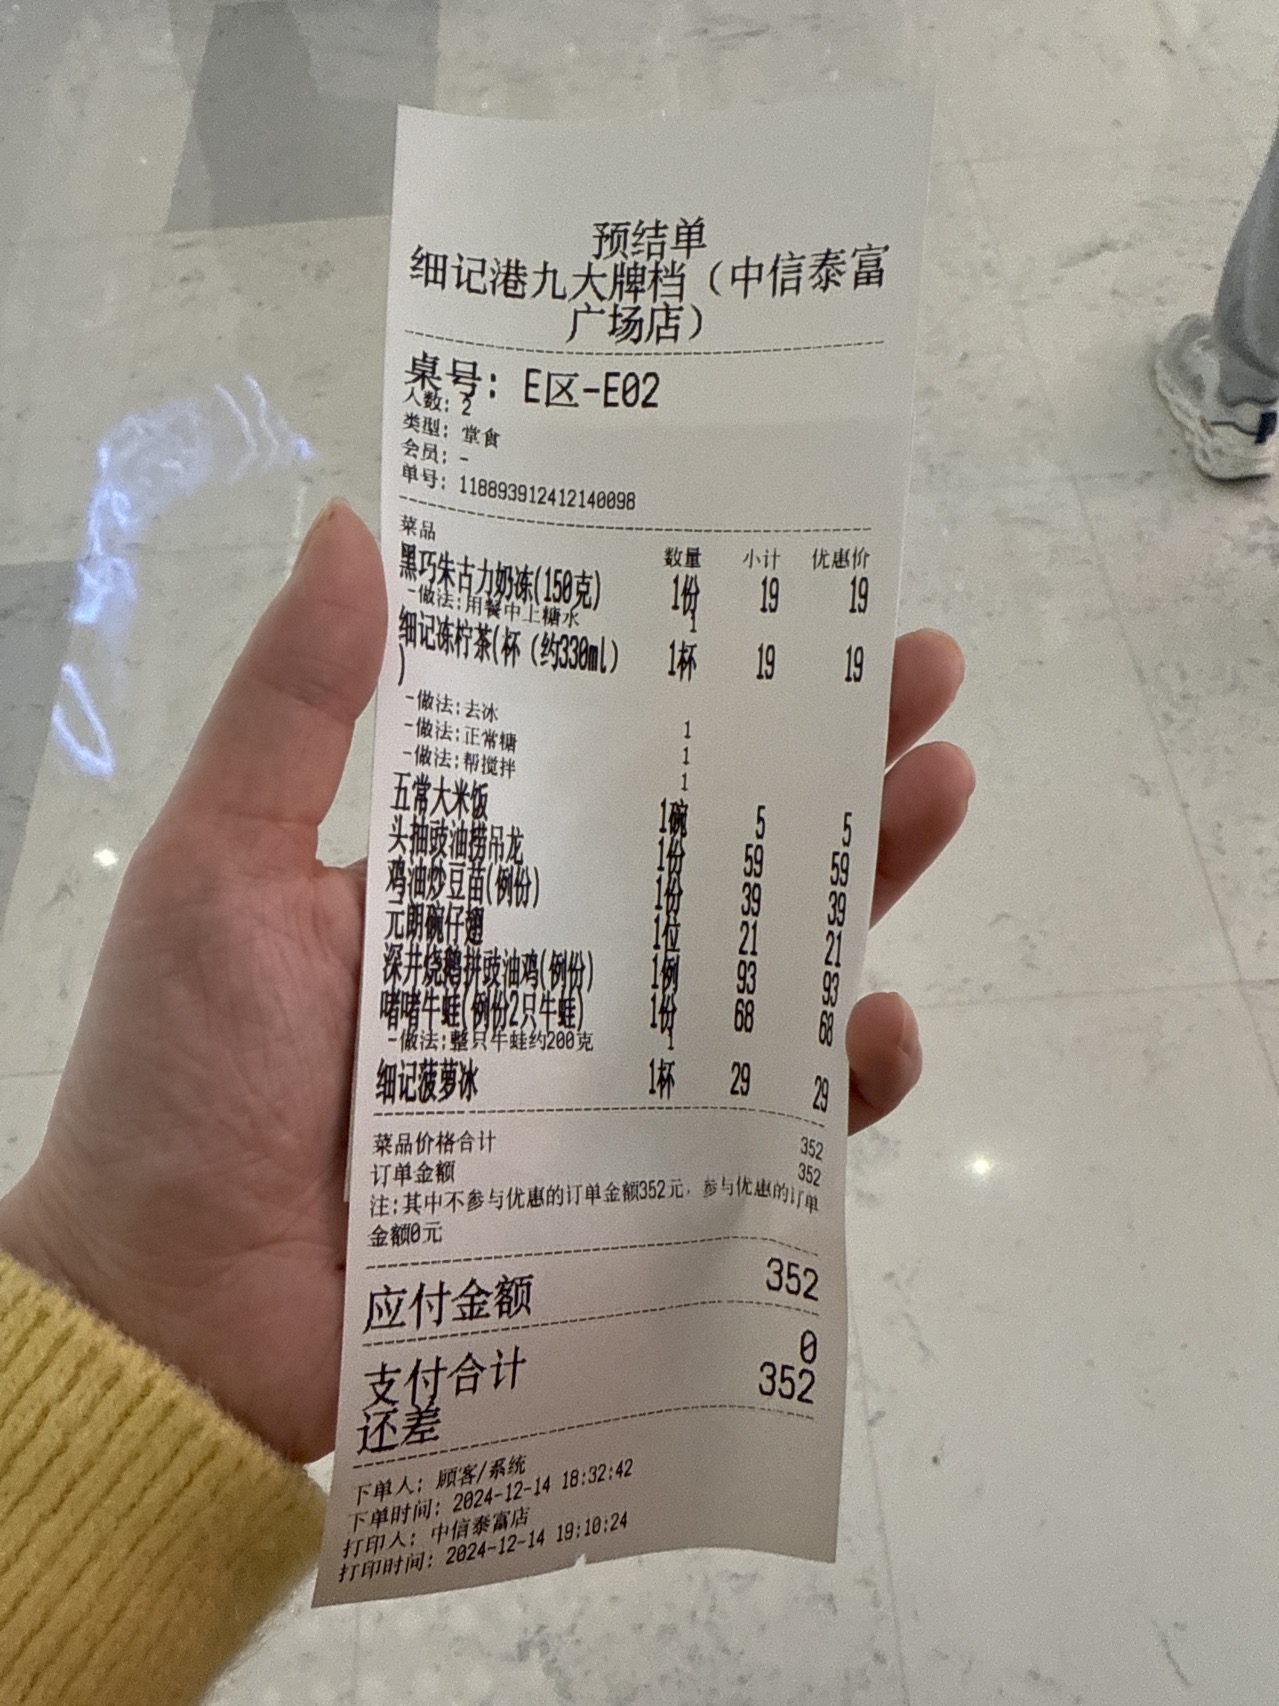 预结单
细记港九大牌档（中信泰富
广场店）
桌号：E区-E02
人数：2
类型：堂食
会员：-
单号：118893912412140098
菜品 数量 小计 优惠价
黑巧朱古力奶冻(150克) 1份 19 19
-做法:用餐中上糖水 1
细记冻柠茶(杯（约330ml） 1杯 19 19
)
-做法:去冰 1
-做法:正常糖 1
-做法:帮搅拌 1
五常大米饭 1碗 5 5
头抽豉油捞吊龙 1份 59 59
鸡油炒豆苗(例份) 1份 39 39
元朗碗仔翅 1位 21 21
深井烧鹅拼豉油鸡(例份) 1例 93 93
啫啫牛蛙(例份2只牛蛙) 1份 68 68
-做法:整只牛蛙约200克 1
细记菠萝冰 1杯 29 29
菜品价格合计 352
订单金额 352
注:其中不参与优惠的订单金额352元，参与优惠的订单
金额0元
应付金额 352
支付合计 0
还差 352
下单人：顾客/系统
下单时间：2024-12-14 18:32:42
打印人：中信泰富店
打印时间：2024-12-14 19:10:24